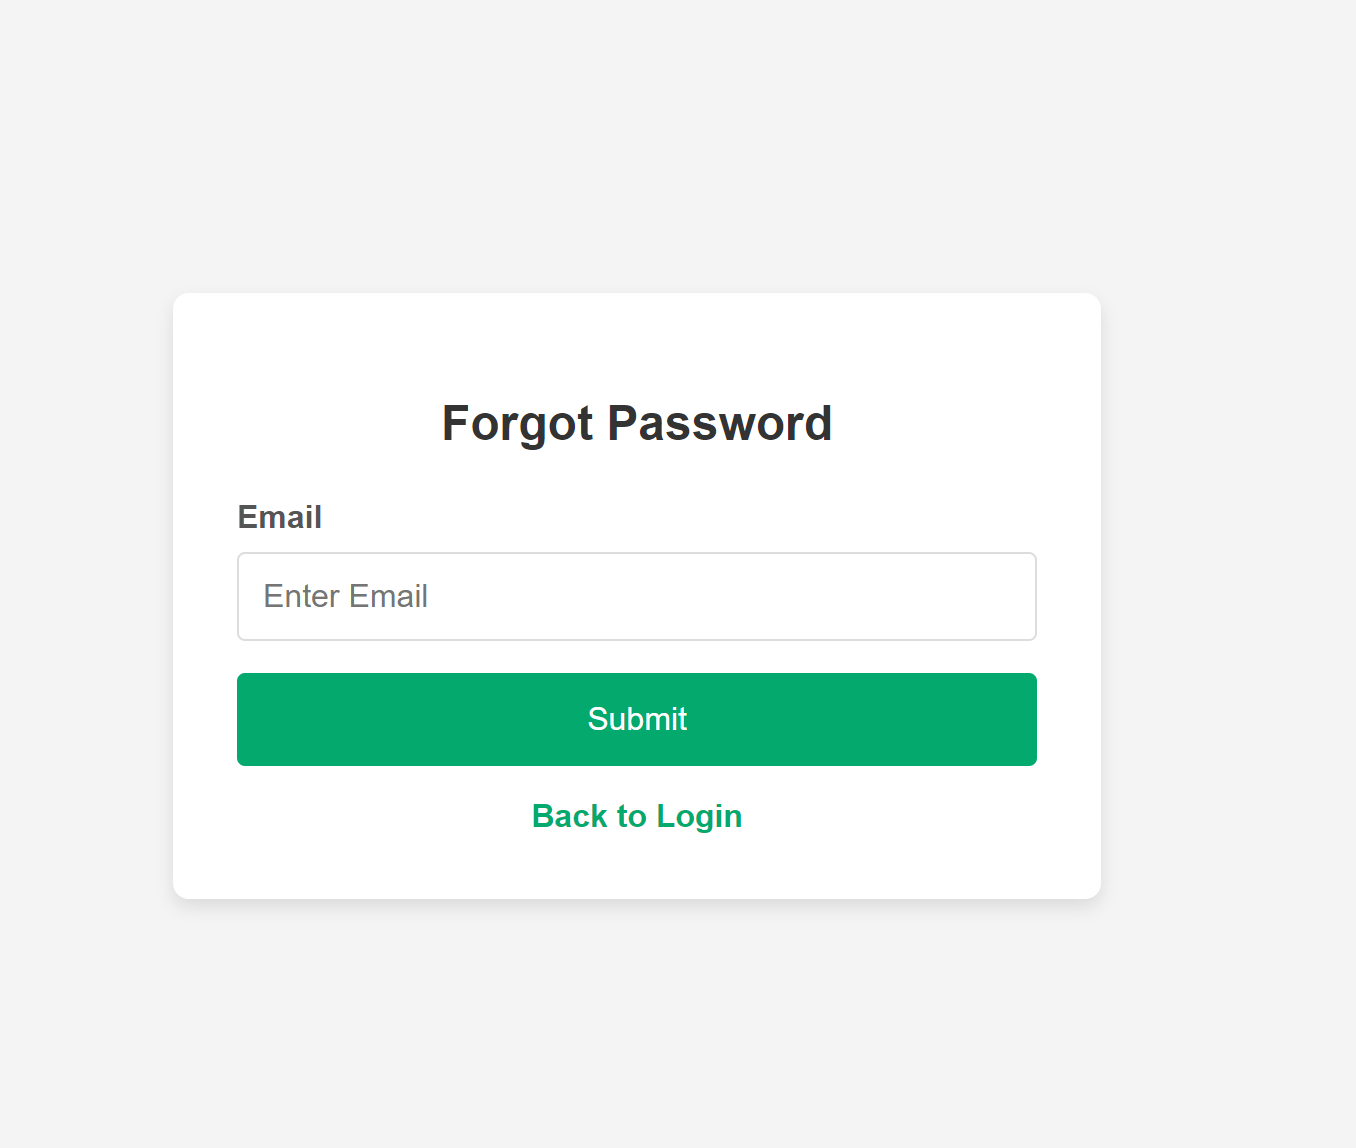 Forgot Password
Email
Enter Email
Submit
Back to Login